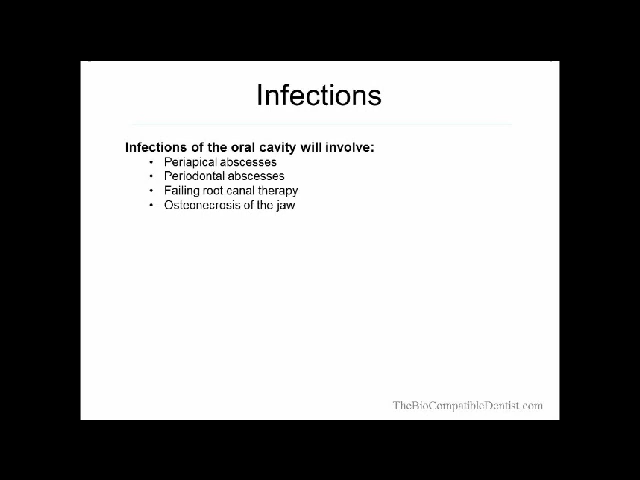 Infections
Infections of the oral cavity will involve:
• Periapical abscesses
• Periodontal abscesses
• Failing root canal therapy
• Osteonecrosis of the jaw
TheBioCompatibleDentist.com